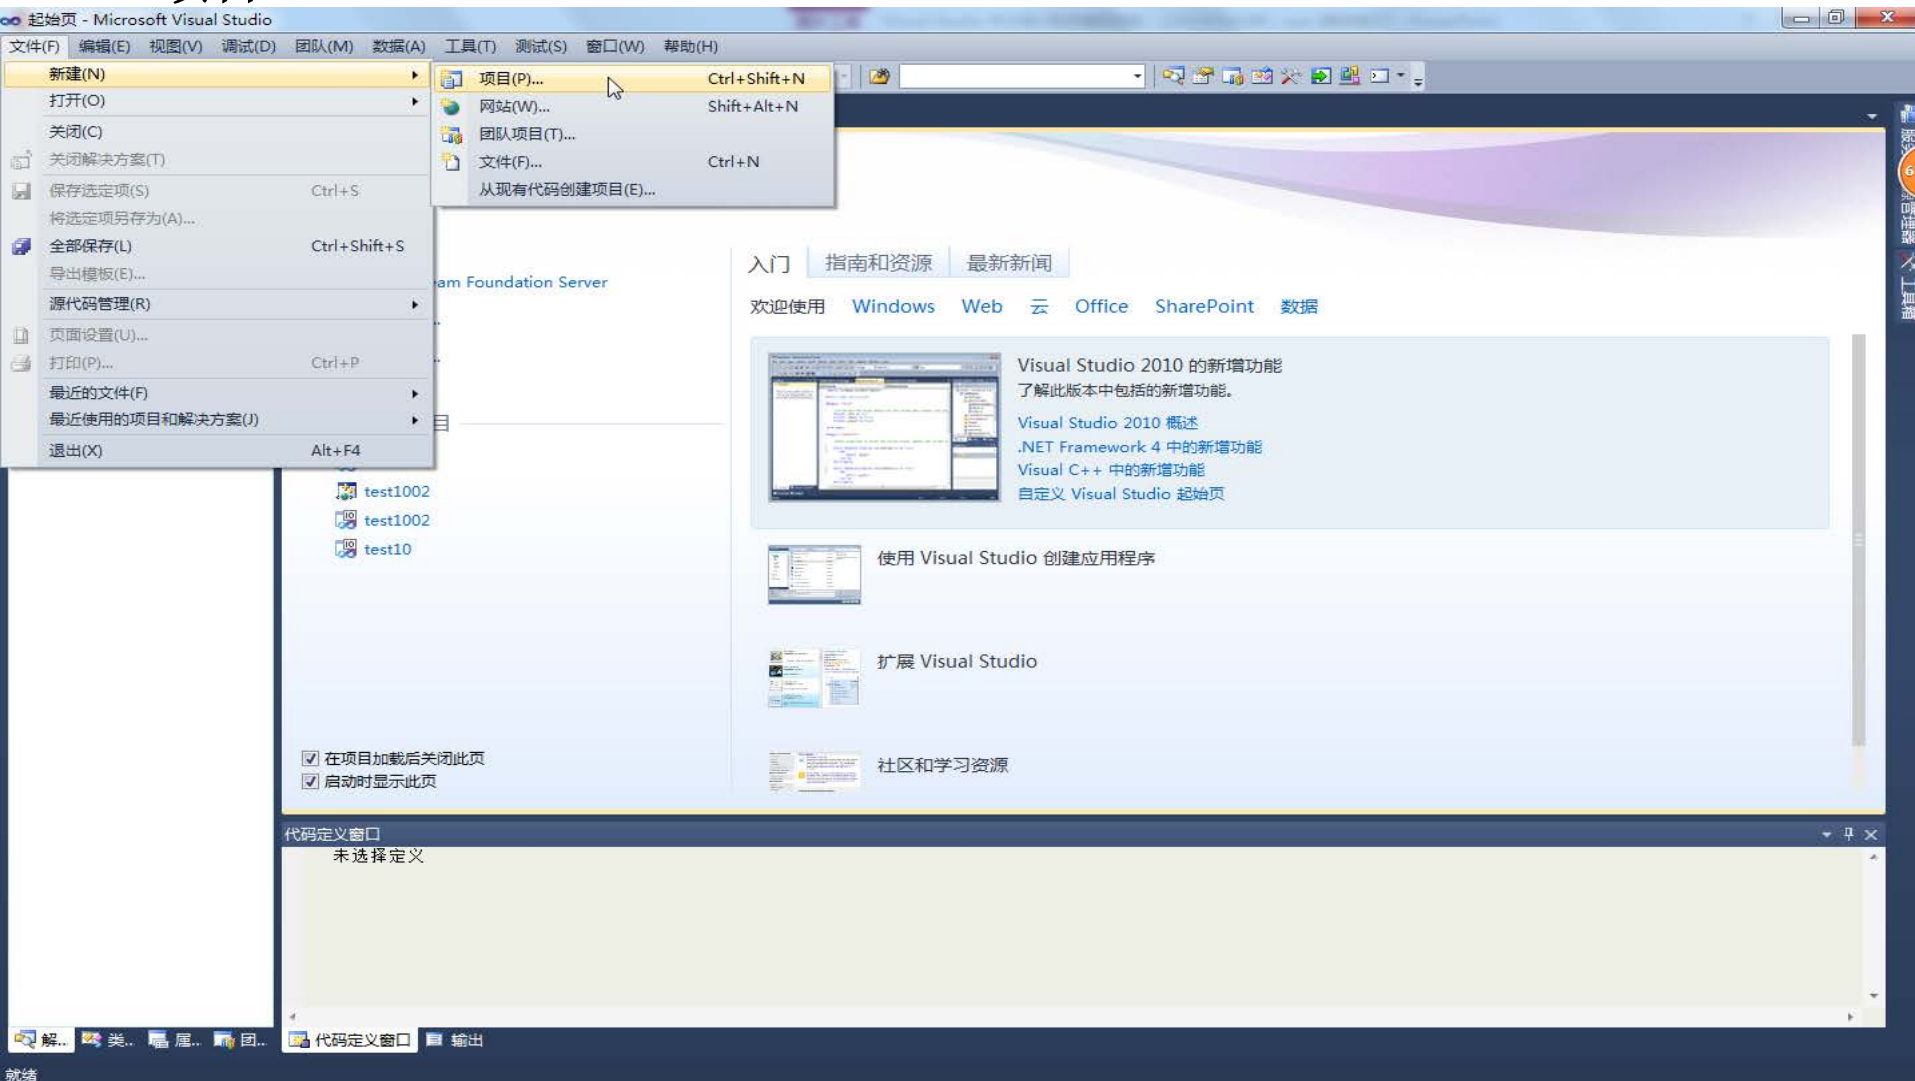 起始页 - Microsoft Visual Studio
文件(F) 编辑(E) 视图(V) 调试(D) 团队(M) 数据(A) 工具(T) 测试(S) 窗口(W) 帮助(H)
新建(N)
打开(O)
关闭(C)
关闭解决方案(T)
保存选定项(S) Ctrl+S
将选定项另存为(A)...
全部保存(L) Ctrl+Shift+S
导出模板(E)...
源代码管理(R)
页面设置(U)...
打印(P)... Ctrl+P
最近的文件(F)
最近使用的项目和解决方案(J)
退出(X) Alt+F4
项目(P)... Ctrl+Shift+N
网站(W)... Shift+Alt+N
团队项目(T)...
文件(F)... Ctrl+N
从现有代码创建项目(E)...
am Foundation Server
目
test1002
test1002
test10
在项目加载后关闭此页
启动时显示此页
入门 指南和资源 最新新闻
欢迎使用 Windows Web 云 Office SharePoint 数据
Visual Studio 2010 的新增功能
了解此版本中包括的新增功能。
Visual Studio 2010 概述
.NET Framework 4 中的新增功能
Visual C++ 中的新增功能
自定义 Visual Studio 起始页
使用 Visual Studio 创建应用程序
扩展 Visual Studio
社区和学习资源
工具箱
代码定义窗口
未选择定义
解... 类... 属... 团... 代码定义窗口 输出
就绪